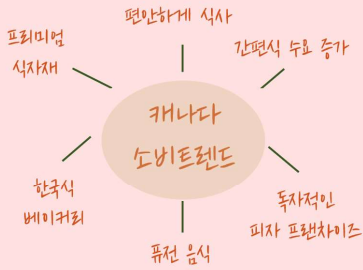 편안하게 식사
프리미엄
식자재
간편식 수요 증가
캐나다
소비트렌드
한국식
베이커리
독자적인
피자 프랜차이즈
퓨전 음식